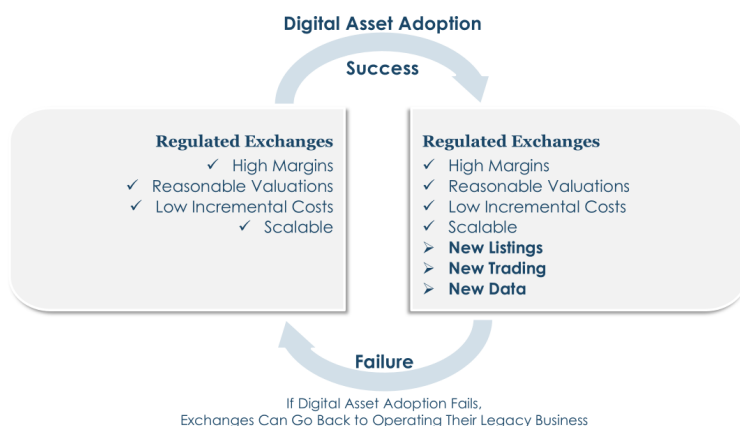 Digital Asset Adoption
Success
Regulated Exchanges
✓ High Margins
✓ Reasonable Valuations
✓ Low Incremental Costs
✓ Scalable
Regulated Exchanges
✓ High Margins
✓ Reasonable Valuations
✓ Low Incremental Costs
✓ Scalable
➢ New Listings
➢ New Trading
➢ New Data
Failure
If Digital Asset Adoption Fails,
Exchanges Can Go Back to Operating Their Legacy Business